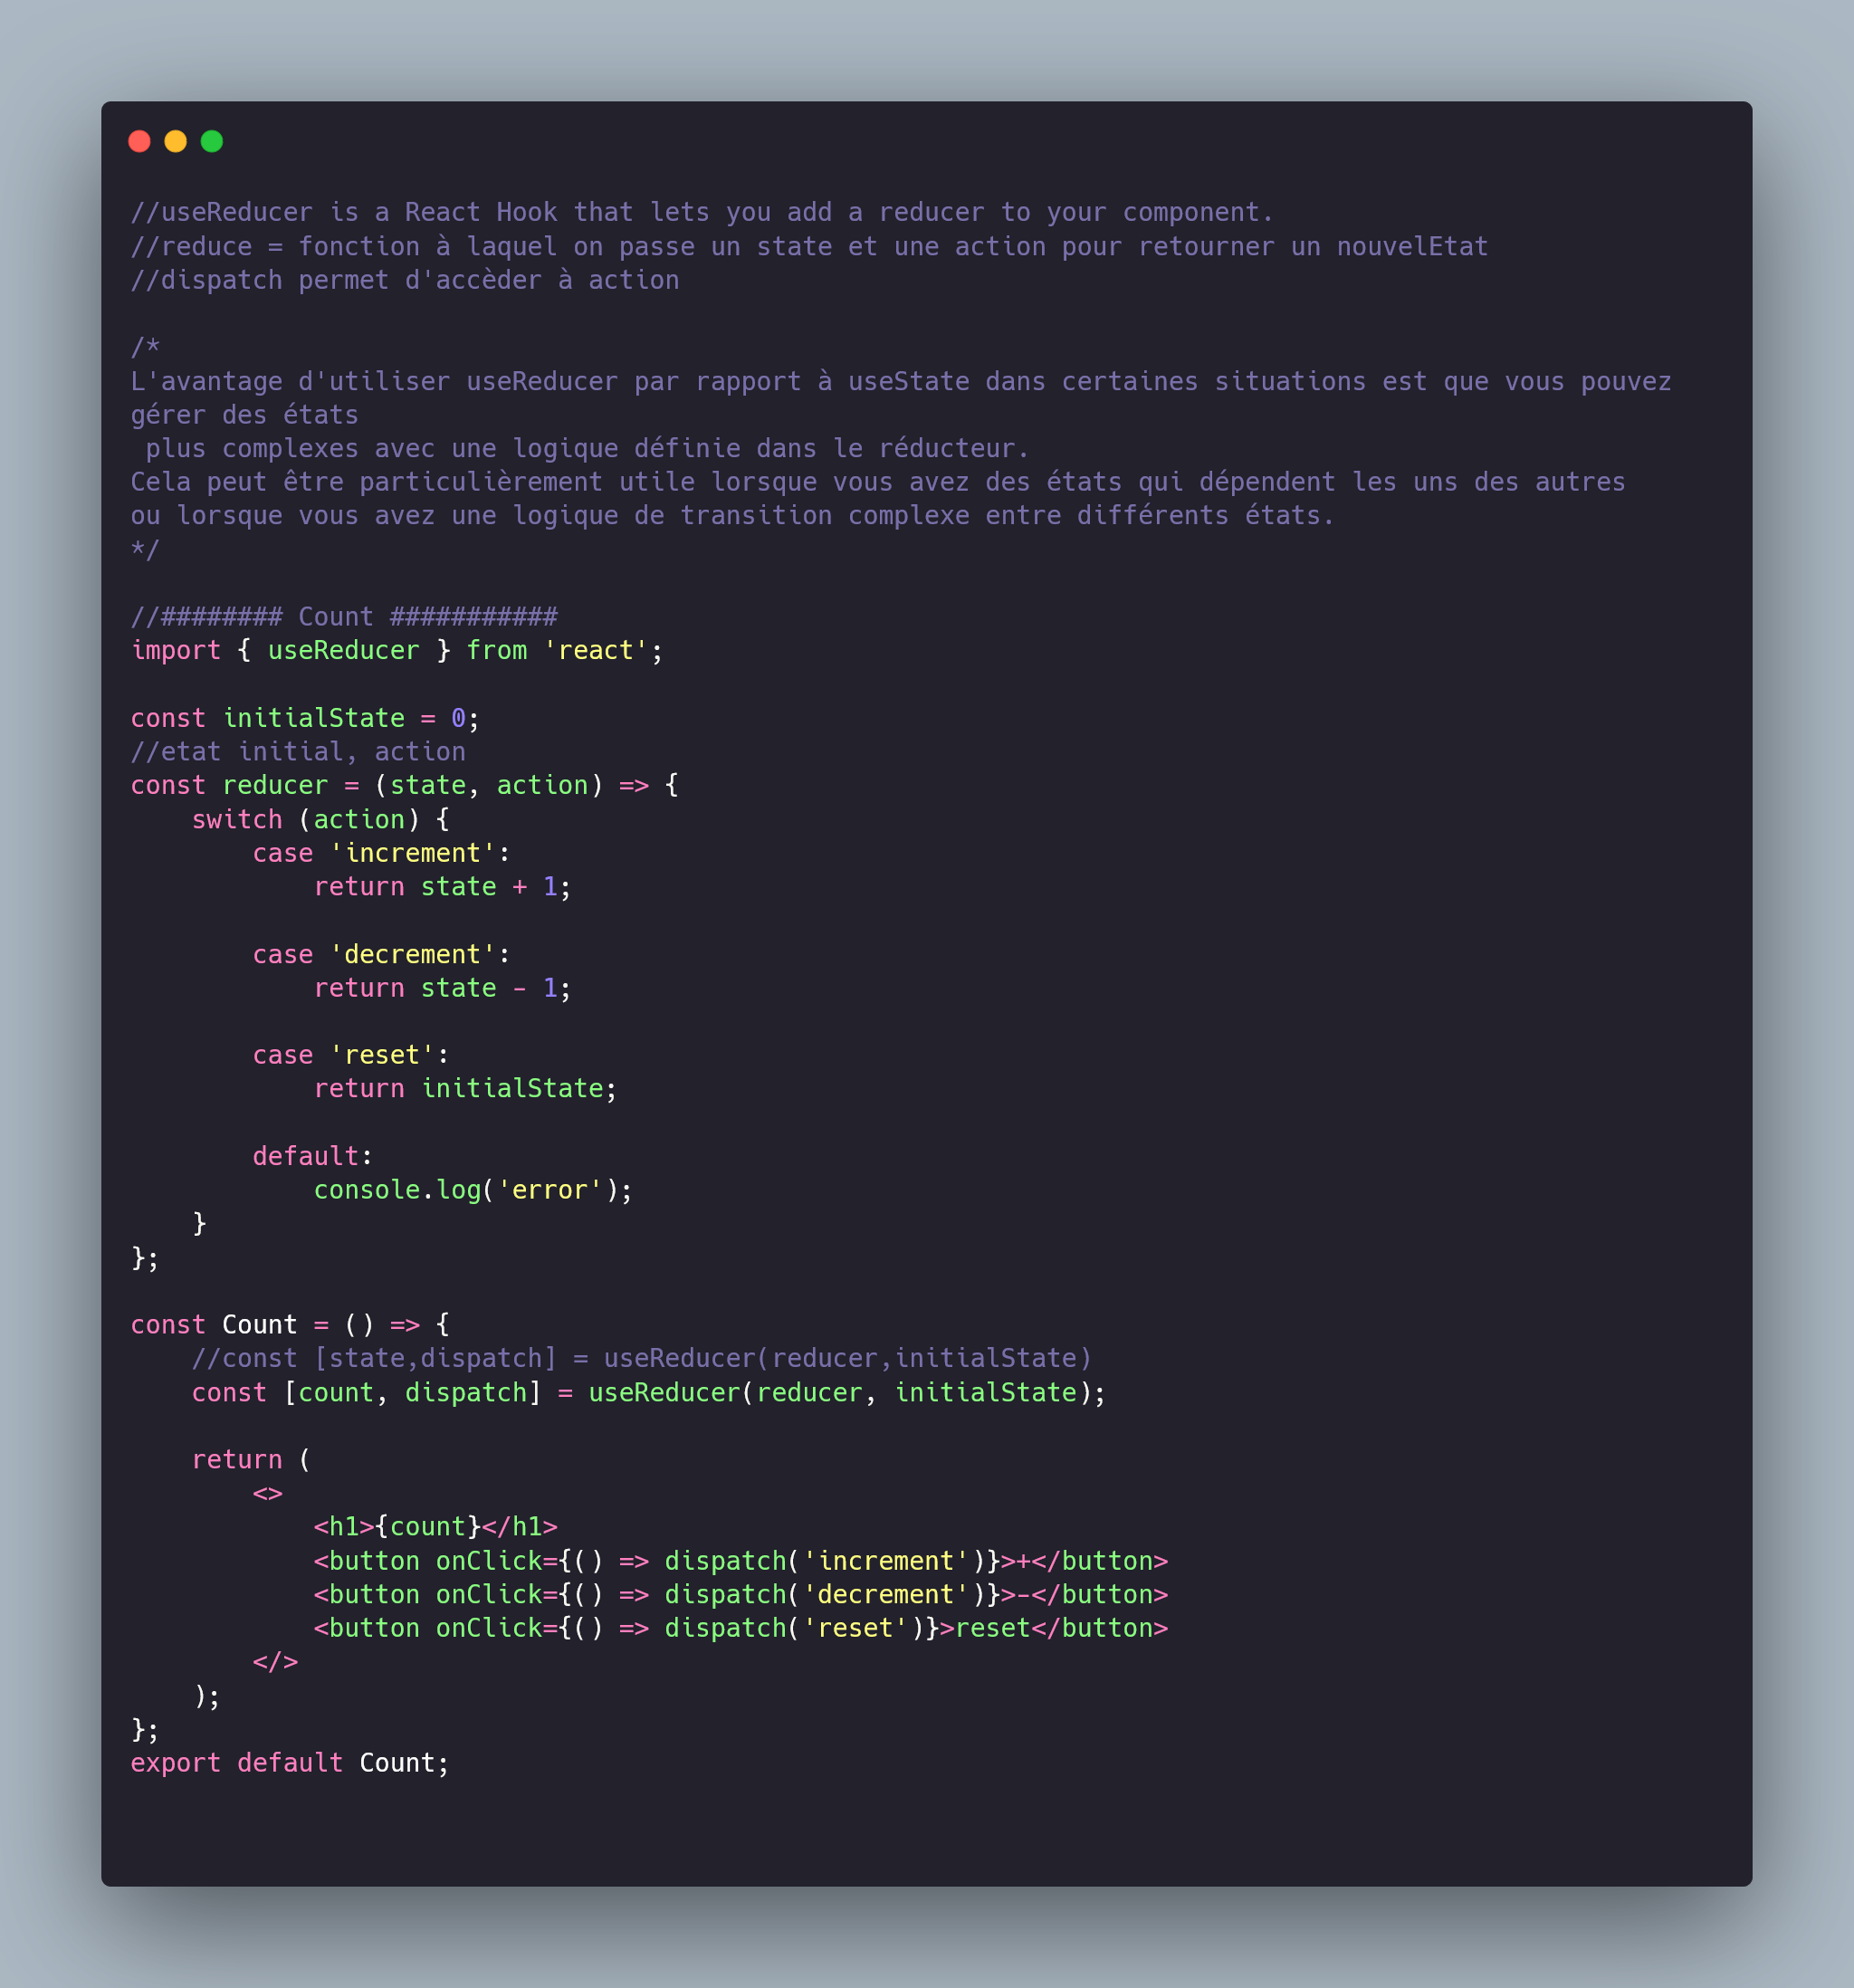 //useReducer is a React Hook that lets you add a reducer to your component.
//reduce = fonction à laquel on passe un state et une action pour retourner un nouvelEtat
//dispatch permet d'accèder à action

/*
L'avantage d'utiliser useReducer par rapport à useState dans certaines situations est que vous pouvez
gérer des états
 plus complexes avec une logique définie dans le réducteur.
Cela peut être particulièrement utile lorsque vous avez des états qui dépendent les uns des autres
ou lorsque vous avez une logique de transition complexe entre différents états.
*/

//######## Count ###########
import { useReducer } from 'react';

const initialState = 0;
//etat initial, action
const reducer = (state, action) => {
    switch (action) {
        case 'increment':
            return state + 1;

        case 'decrement':
            return state - 1;

        case 'reset':
            return initialState;

        default:
            console.log('error');
    }
};

const Count = () => {
    //const [state,dispatch] = useReducer(reducer,initialState)
    const [count, dispatch] = useReducer(reducer, initialState);

    return (
        <>
            <h1>{count}</h1>
            <button onClick={() => dispatch('increment')}>+</button>
            <button onClick={() => dispatch('decrement')}>-</button>
            <button onClick={() => dispatch('reset')}>reset</button>
        </>
    );
};
export default Count;